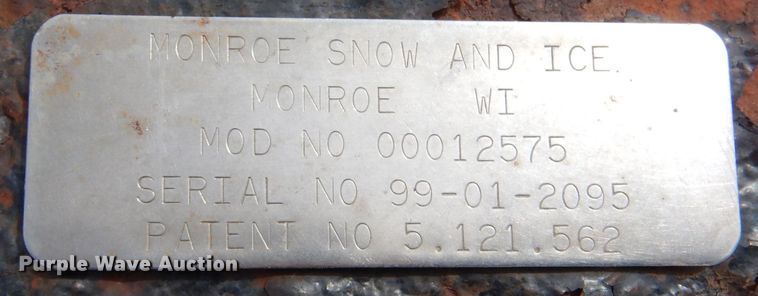 MONROE SNOW AND ICE
MONROE WI
MOD NO 00012575
SERIAL NO 99-01-2095
PATENT NO 5.121.562
Purple Wave Auction